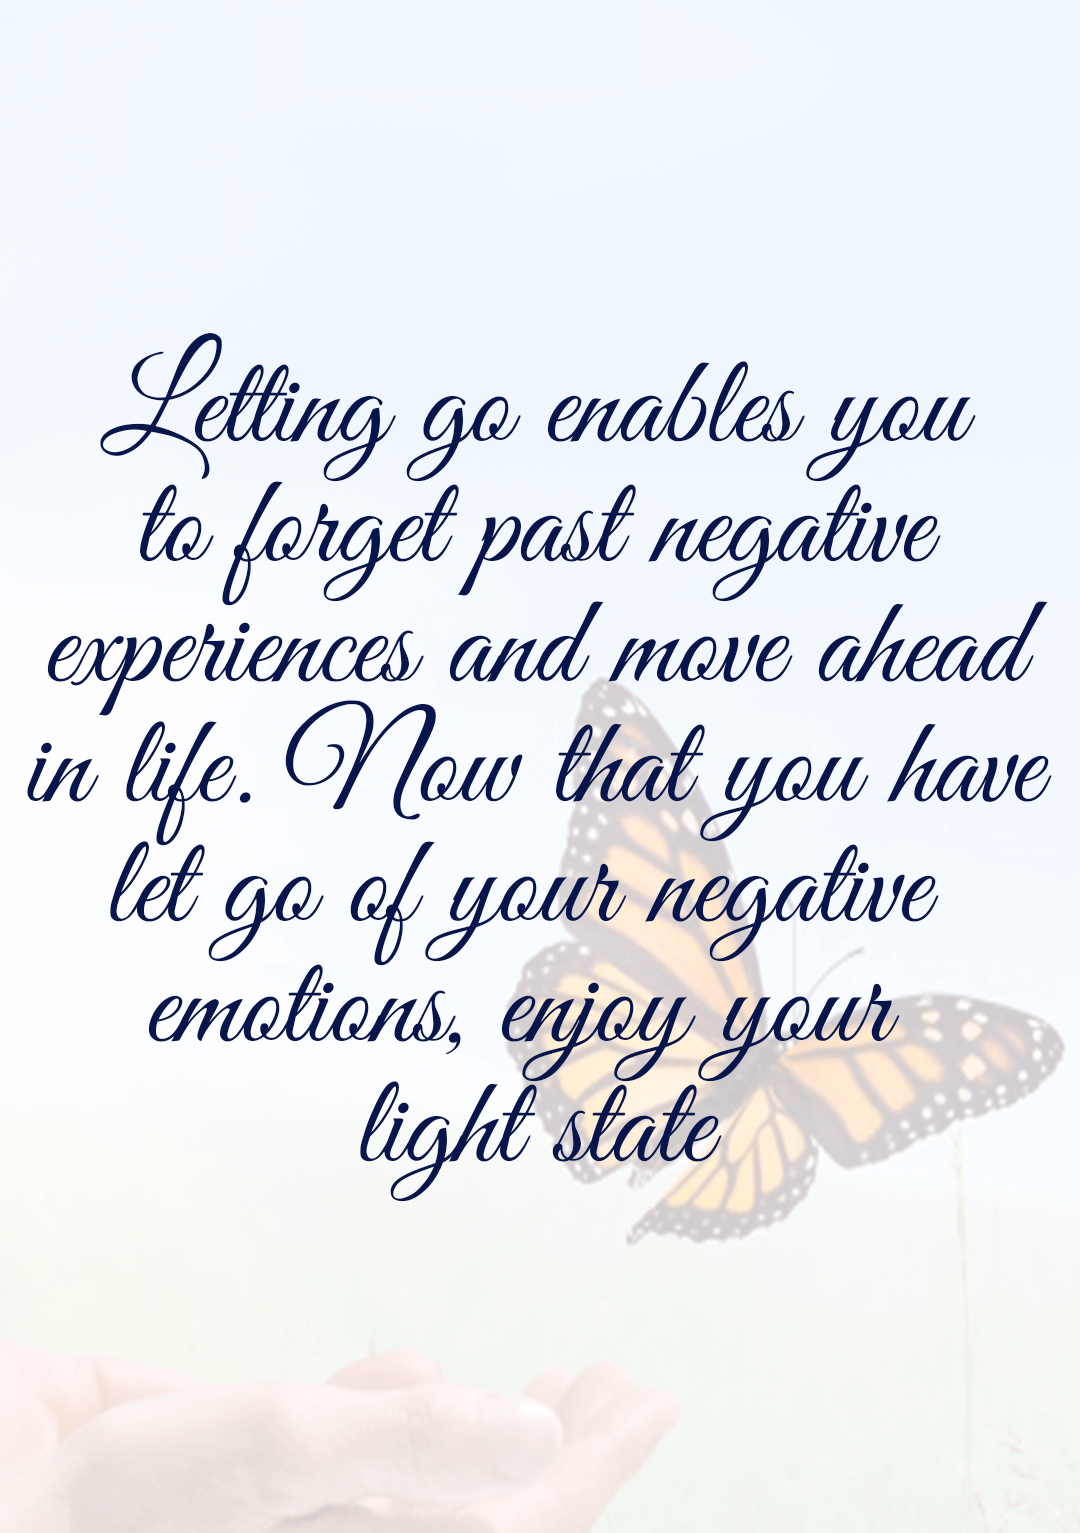 Letting go enables you
to forget past negative
experiences and move ahead
in life. Now that you have
let go of your negative
emotions, enjoy your
light state